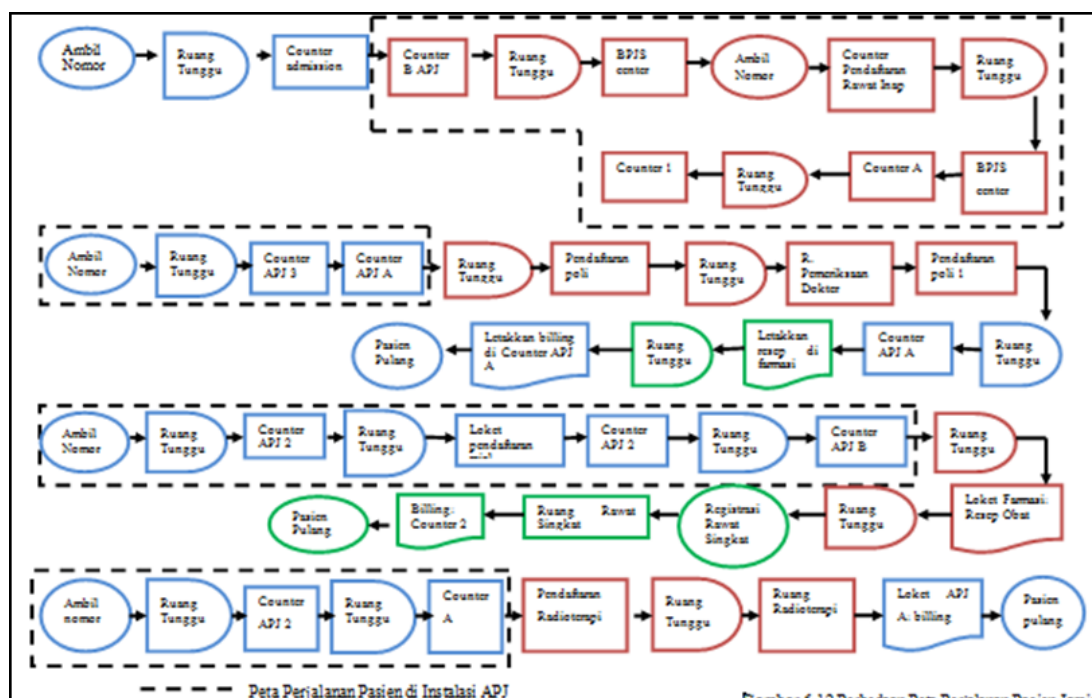 Ambil
Nomor
Ruang
Tunggu
Counter
admission
Counter
B APJ
Ruang
Tunggu
BPJS
center
Ambil
Nomor
Counter
Pendaftaran
Rawat Inap
Ruang
Tunggu
Counter 1
Ruang
Tunggu
Counter A
BPJS
center
Ambil
Nomor
Ruang
Tunggu
Counter
APJ 3
Counter
APJ A
Ruang
Tunggu
Pendaftaran
poli
Ruang
Tunggu
R.
Pemeriksaan
Dokter
Pendaftaran
poli 1
Pasien
Pulang
Letakkan billing
di Counter APJ
A
Ruang
Tunggu
Letakkan
resep di
farmasi
Counter
APJ A
Ruang
Tunggu
Ambil
Nomor
Ruang
Tunggu
Counter
APJ 2
Ruang
Tunggu
Loket
pendaftaran
Counter
APJ 2
Ruang
Tunggu
Counter
APJ B
Ruang
Tunggu
Pasien
Pulang
Billing:
Counter 2
Ruang Rawat
Singkat
Registrasi
Rawat
Singkat
Ruang
Tunggu
Loket Farmasi:
Resep Obat
Ambil
nomor
Ruang
Tunggu
Counter
APJ 2
Ruang
Tunggu
Counter
A
Pendaftaran
Radioterapi
Ruang
Tunggu
Ruang
Radioterapi
Loket APJ
A: billing
Pasien
pulang
Peta Perjalanan Pasien di Instalasi APJ